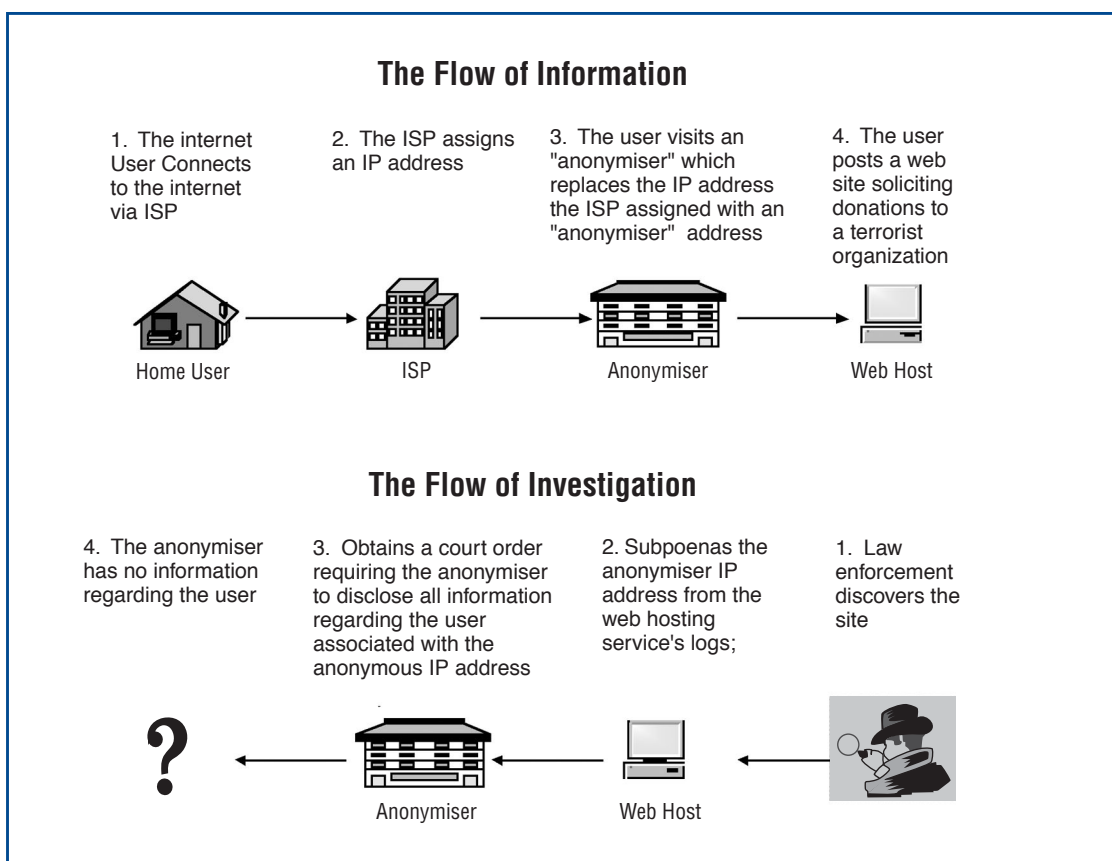 The Flow of Information
1. The internet
User Connects
to the internet
via ISP
2. The ISP assigns
an IP address
3. The user visits an
"anonymiser" which
replaces the IP address
the ISP assigned with an
"anonymiser" address
4. The user
posts a web
site soliciting
donations to
a terrorist
organization
Home User
ISP
Anonymiser
Web Host
The Flow of Investigation
4. The anonymiser
has no information
regarding the user
3. Obtains a court order
requiring the anonymiser
to disclose all information
regarding the user
associated with the
anonymous IP address
2. Subpoenas the
anonymiser IP
address from the
web hosting
service's logs;
1. Law
enforcement
discovers the
site
?
Anonymiser
Web Host